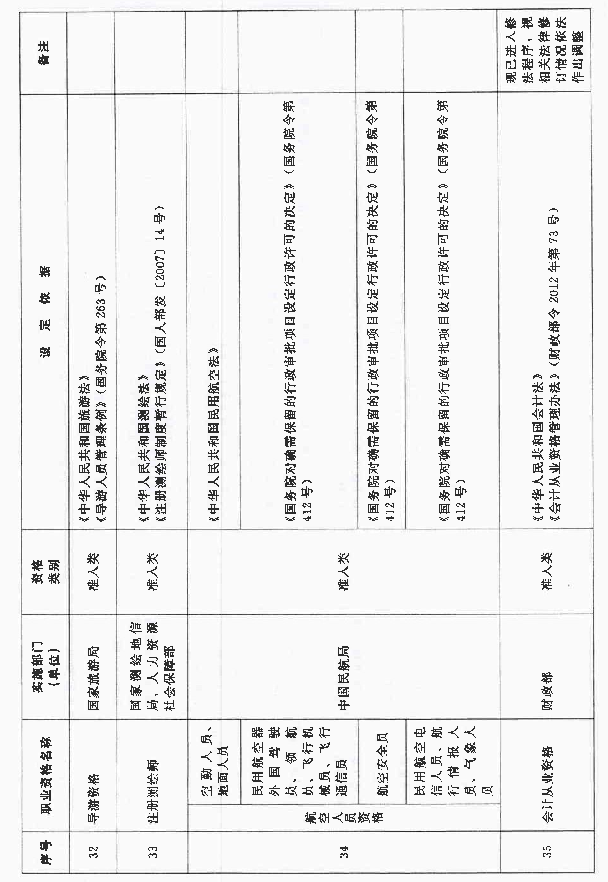 序号
职业资格名称
实施部门
（单位）
资格
类别
设 定 依 据
备注
32
导游资格
国家旅游局
准入类
《中华人民共和国旅游法》
《导游人员管理条例》（国务院令第263号）
33
注册测绘师
国家测绘地信
局、人力资源
社会保障部
准入类
《中华人民共和国测绘法》
《注册测绘师制度暂行规定》（国人部发〔2007〕14号）
34
航空
人员
资格
空勤人员、
地面人员
中国民航局
准入类
《中华人民共和国民用航空法》
民用航空器
外国驾驶
员、领航
员、飞行机
械员、飞行
通信员
《国务院对确需保留的行政审批项目设定行政许可的决定》（国务院令第
412号）
航空安全员
《国务院对确需保留的行政审批项目设定行政许可的决定》（国务院令第
412号）
民用航空电
信人员、航
行情报人
员、气象人
员
《国务院对确需保留的行政审批项目设定行政许可的决定》（国务院令第
412号）
35
会计从业资格
财政部
准入类
《中华人民共和国会计法》
《会计从业资格管理办法》（财政部令2012年第73号）
现已进入修
法程序，视
相关法律修
订情况依法
作出调整